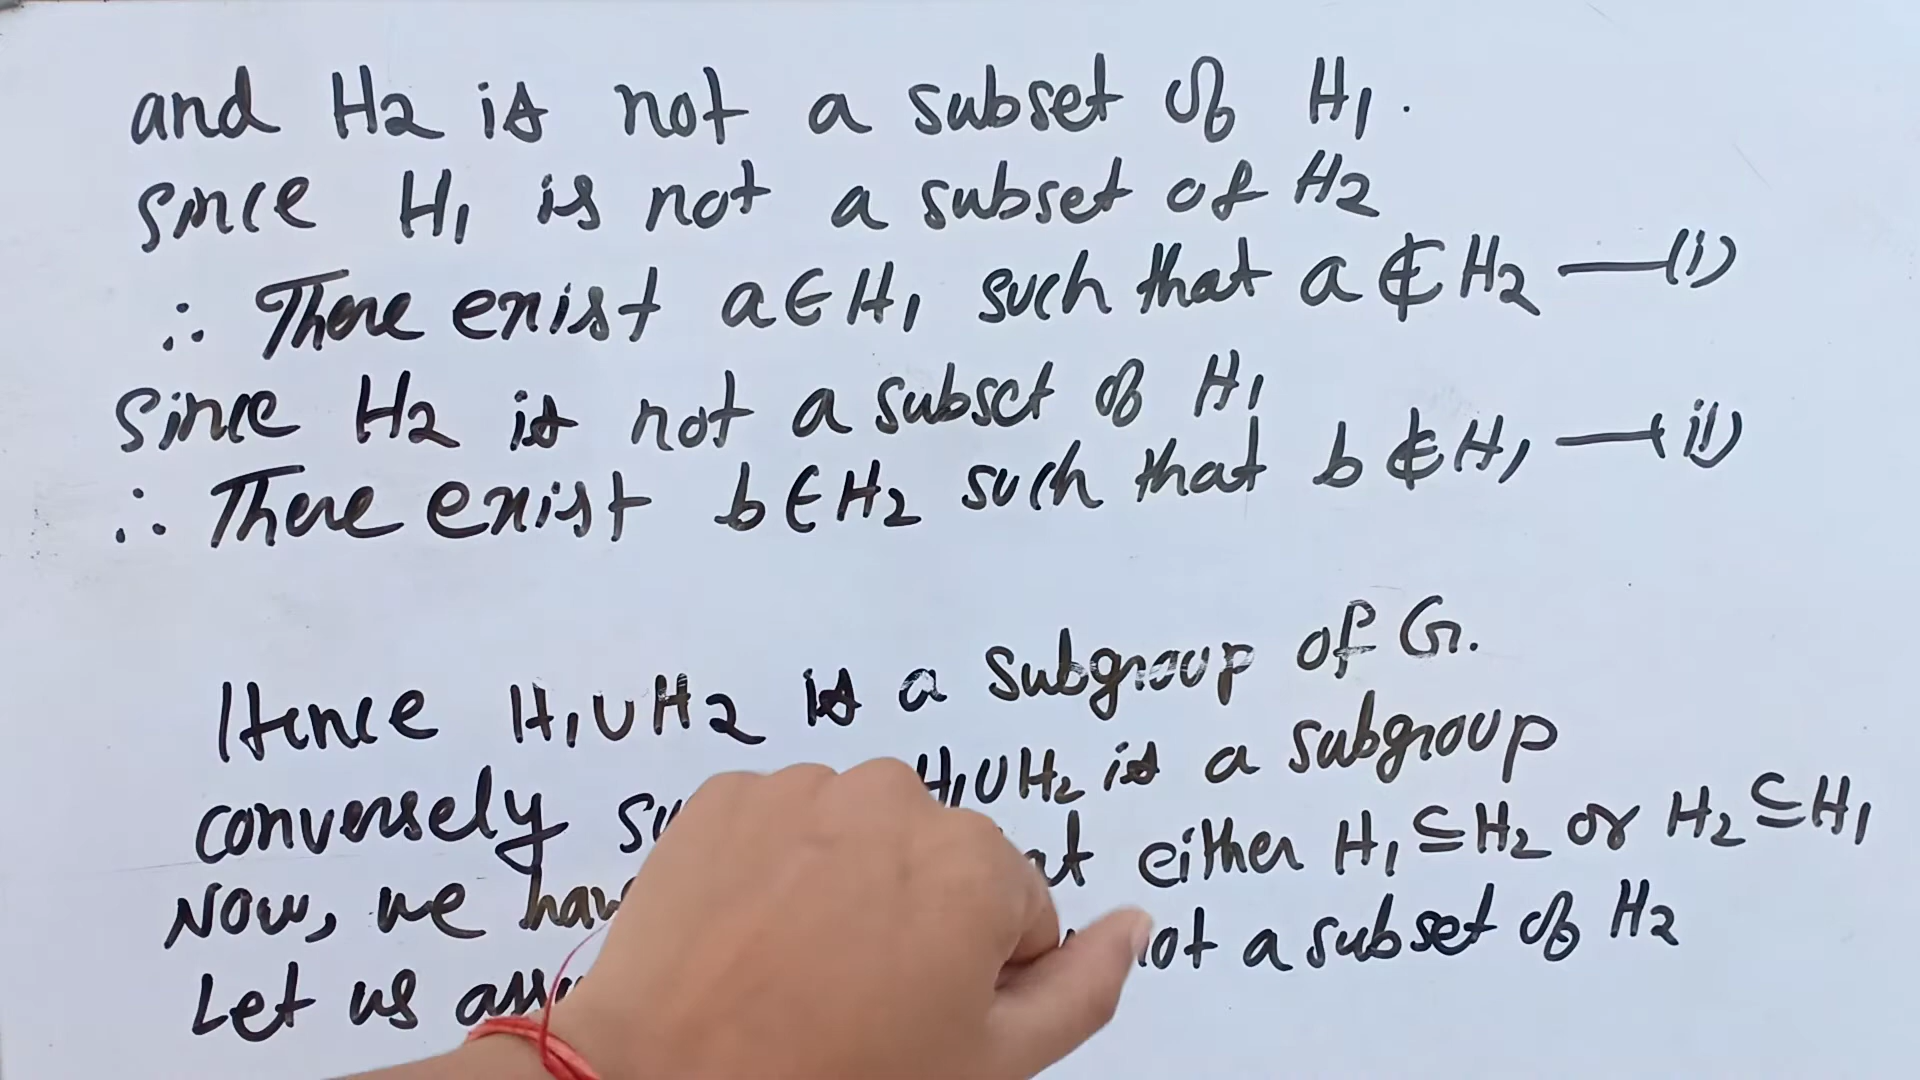 and H2 is not a subset of H1.
since H1 is not a subset of H2
∴ There exist a∈H1 such that a∉H2 —(i)
Since H2 is not a subset of H1
∴ There exist b∈H2 such that b∉H1 —(ii)
Hence H1∪H2 is a subgroup of G.
conversely H1∪H2 is a subgroup
Now, we either H1⊆H2 or H2⊆H1
Let us a subset of H2